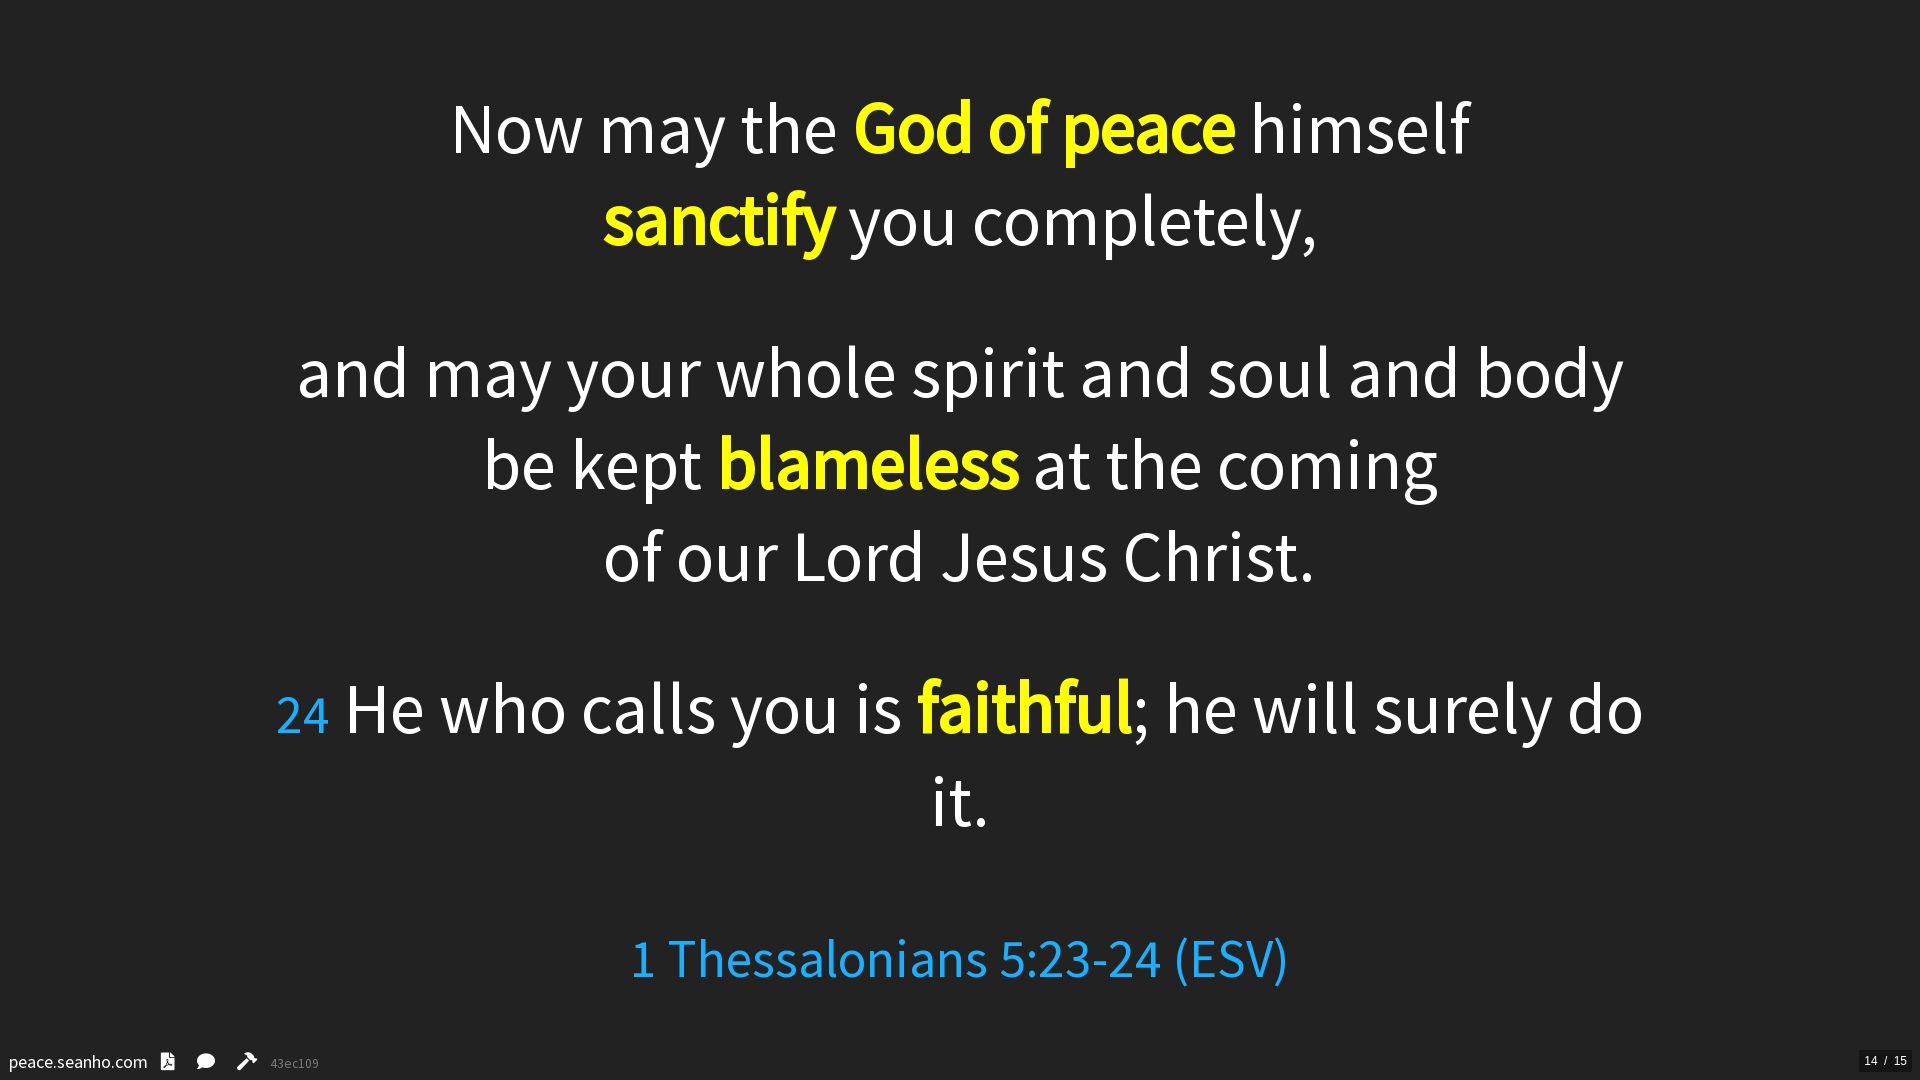 Now may the God of peace himself
sanctify you completely,
and may your whole spirit and soul and body
be kept blameless at the coming
of our Lord Jesus Christ.
24 He who calls you is faithful; he will surely do
it.
1 Thessalonians 5:23-24 (ESV)
peace.seanho.com 43ec109
14 / 15